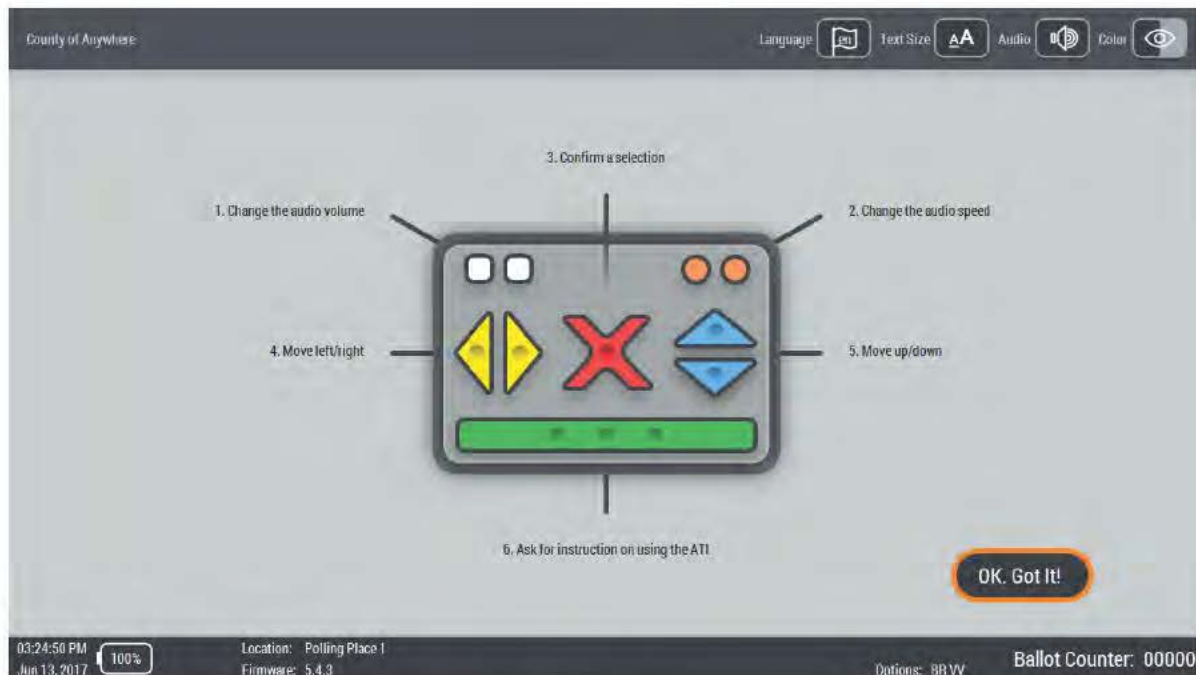 County of Anywhere
Language en Text Size AA Audio Color
3. Confirm a selection
1. Change the audio volume
2. Change the audio speed
4. Move left/right
5. Move up/down
6. Ask for instruction on using the ATI
OK. Got It!
03:24:50 PM
Jun 13, 2017
100%
Location: Polling Place 1
Firmware: 5.4.3
Options: BR VV
Ballot Counter: 00000